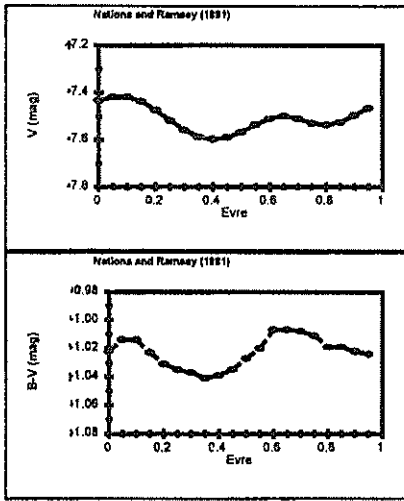 Nations and Ramsey (1981)
+7.2
+7.4
+7.6
+7.8
V (mag)
0 0.2 0.4 0.6 0.8 1
Evre
Nations and Ramsey (1981)
+0.98
+1.00
+1.02
+1.04
+1.06
+1.08
B-V (mag)
0 0.2 0.4 0.6 0.8 1
Evre